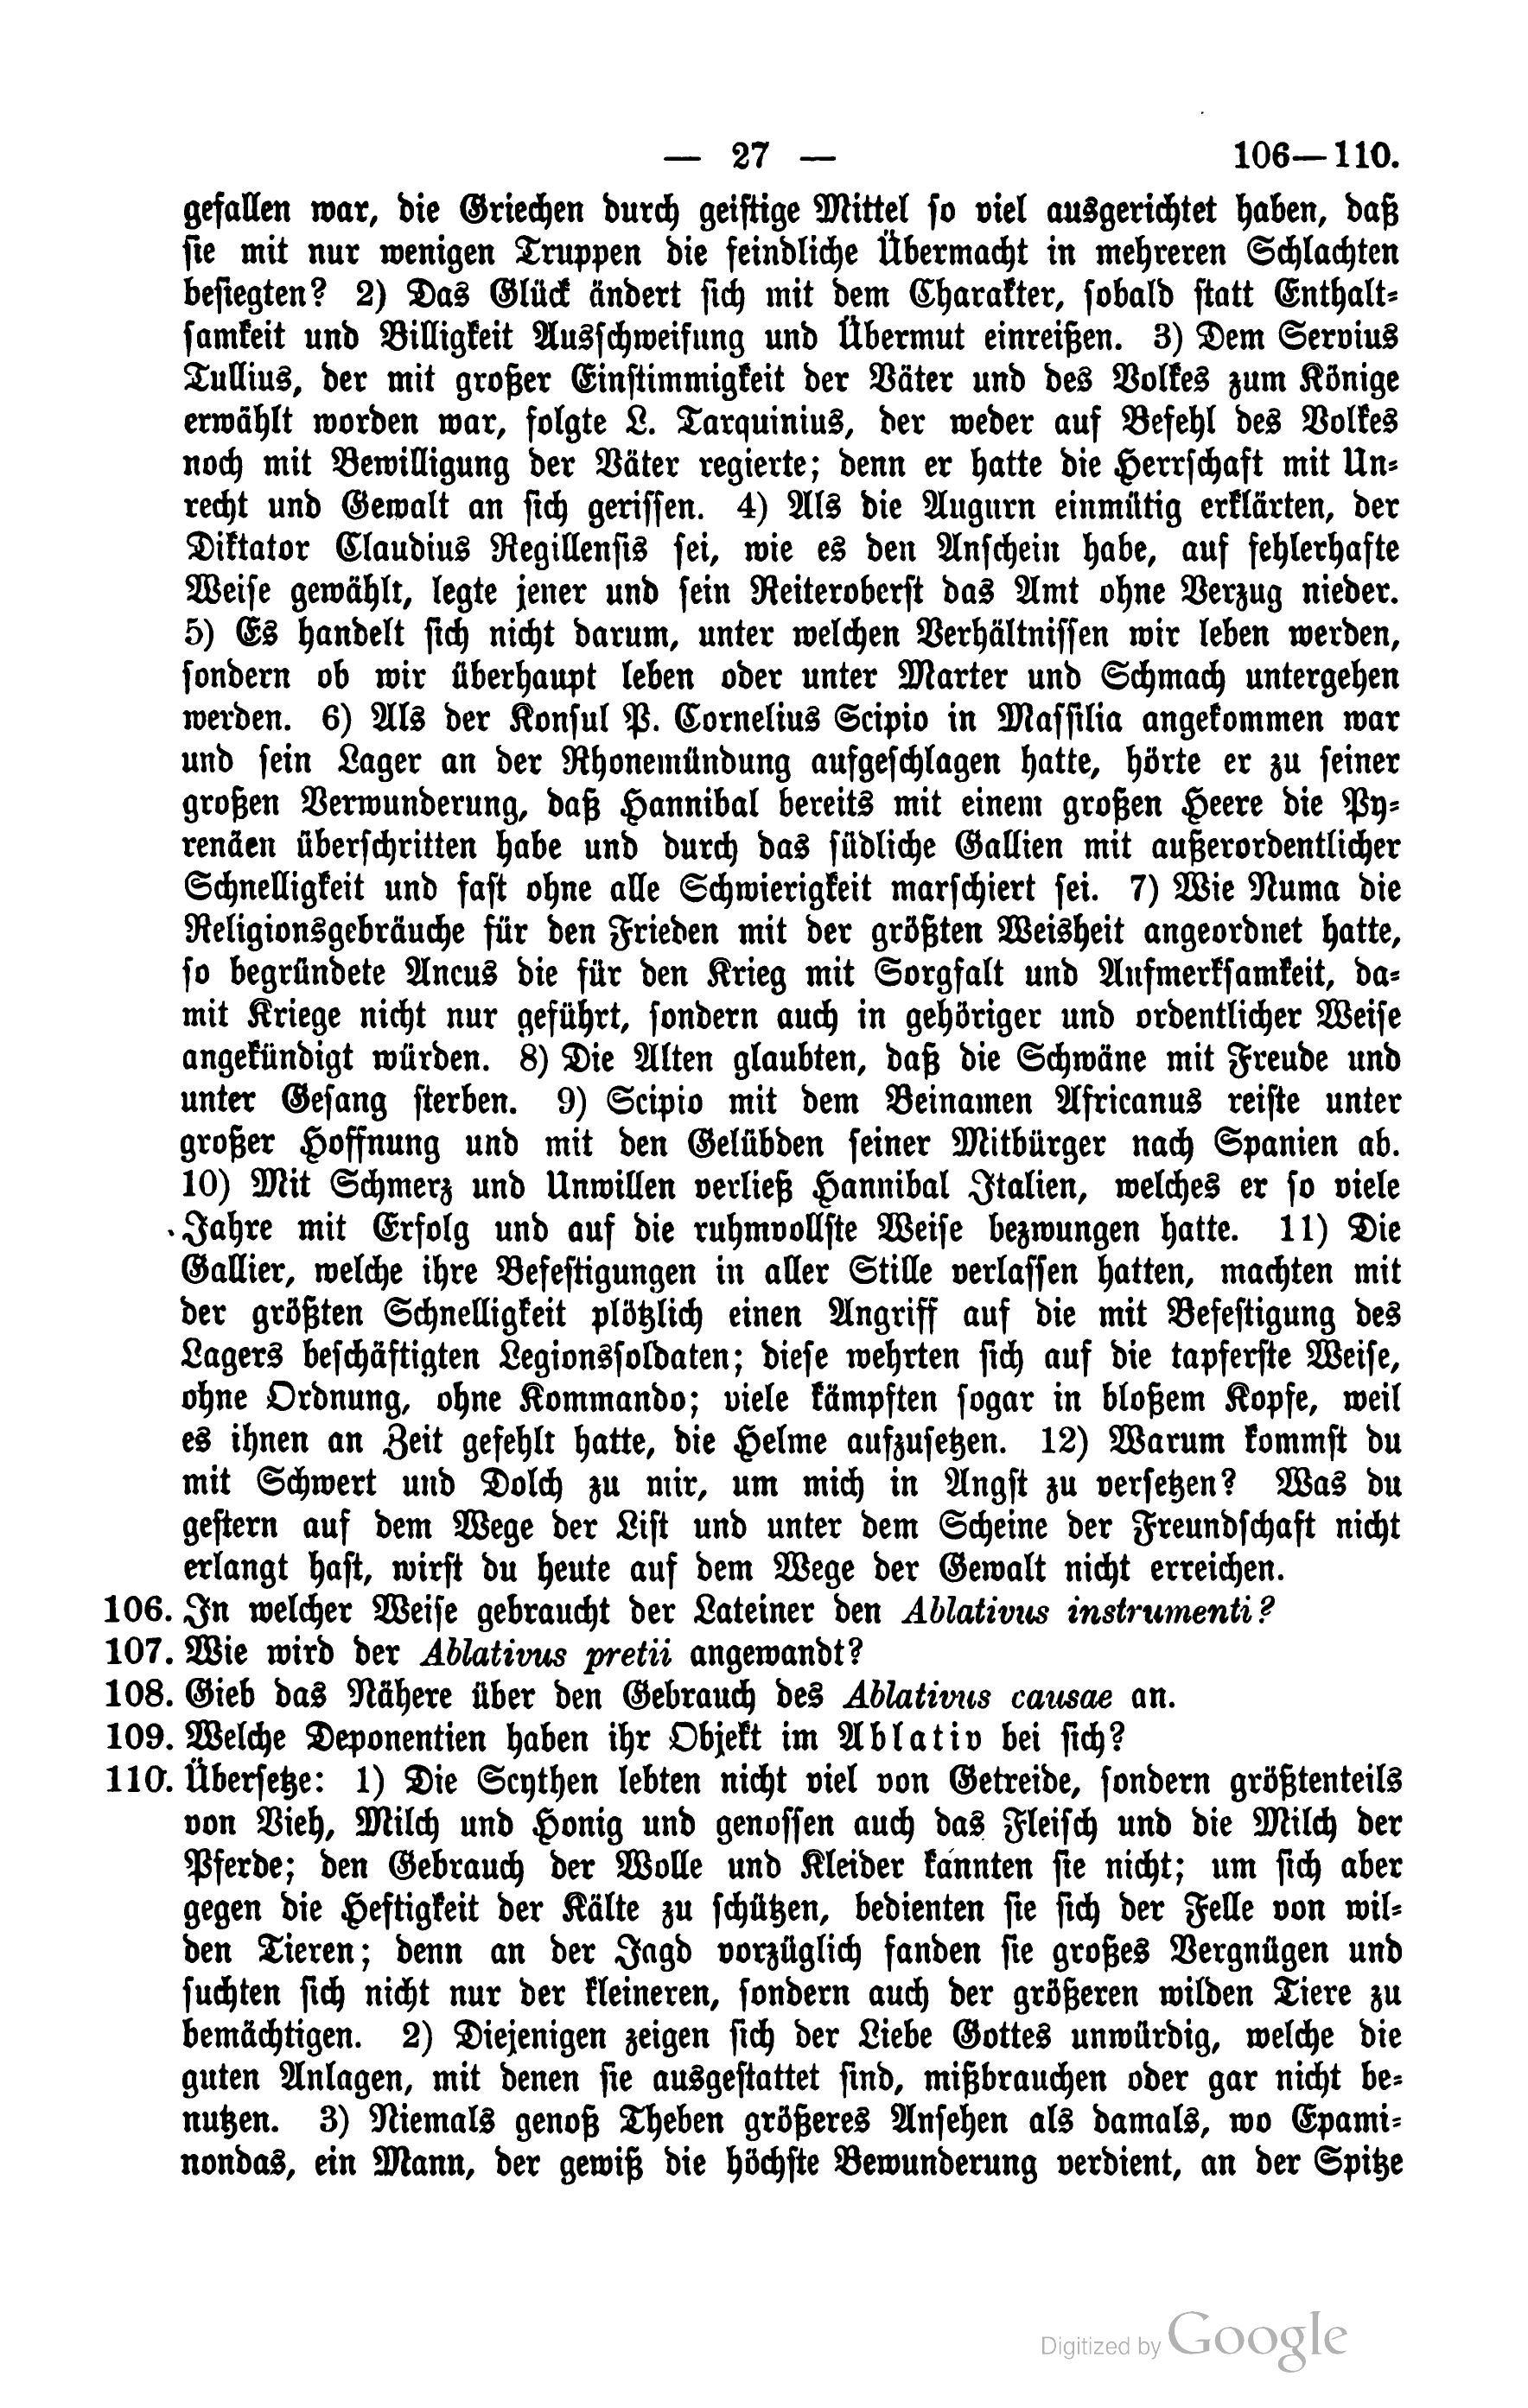 — 27 — 106—110.
gefallen war, die Griechen durch geistige Mittel so viel ausgerichtet haben, daß
sie mit nur wenigen Truppen die feindliche Übermacht in mehreren Schlachten
besiegten? 2) Das Glück ändert sich mit dem Charakter, sobald statt Enthalt-
samkeit und Billigkeit Ausschweifung und Übermut einreißen. 3) Dem Servius
Tullius, der mit großer Einstimmigkeit der Väter und des Volkes zum Könige
erwählt worden war, folgte L. Tarquinius, der weder auf Befehl des Volkes
noch mit Bewilligung der Väter regierte; denn er hatte die Herrschaft mit Un-
recht und Gewalt an sich gerissen. 4) Als die Augurn einmütig erklärten, der
Diktator Claudius Regillensis sei, wie es den Anschein habe, auf fehlerhafte
Weise gewählt, legte jener und sein Reiteroberst das Amt ohne Verzug nieder.
5) Es handelt sich nicht darum, unter welchen Verhältnissen wir leben werden,
sondern ob wir überhaupt leben oder unter Marter und Schmach untergehen
werden. 6) Als der Konsul P. Cornelius Scipio in Massilia angekommen war
und sein Lager an der Rhonemündung aufgeschlagen hatte, hörte er zu seiner
großen Verwunderung, daß Hannibal bereits mit einem großen Heere die Py-
renäen überschritten habe und durch das südliche Gallien mit außerordentlicher
Schnelligkeit und fast ohne alle Schwierigkeit marschiert sei. 7) Wie Numa die
Religionsgebräuche für den Frieden mit der größten Weisheit angeordnet hatte,
so begründete Ancus die für den Krieg mit Sorgfalt und Aufmerksamkeit, da-
mit Kriege nicht nur geführt, sondern auch in gehöriger und ordentlicher Weise
angekündigt würden. 8) Die Alten glaubten, daß die Schwäne mit Freude und
unter Gesang sterben. 9) Scipio mit dem Beinamen Africanus reiste unter
großer Hoffnung und mit den Gelübden seiner Mitbürger nach Spanien ab.
10) Mit Schmerz und Unwillen verließ Hannibal Italien, welches er so viele
Jahre mit Erfolg und auf die ruhmvollste Weise bezwungen hatte. 11) Die
Gallier, welche ihre Befestigungen in aller Stille verlassen hatten, machten mit
der größten Schnelligkeit plötzlich einen Angriff auf die mit Befestigung des
Lagers beschäftigten Legionssoldaten; diese wehrten sich auf die tapferste Weise,
ohne Ordnung, ohne Kommando; viele kämpften sogar in bloßem Kopfe, weil
es ihnen an Zeit gefehlt hatte, die Helme aufzusetzen. 12) Warum kommst du
mit Schwert und Dolch zu mir, um mich in Angst zu versetzen? Was du
gestern auf dem Wege der List und unter dem Scheine der Freundschaft nicht
erlangt hast, wirst du heute auf dem Wege der Gewalt nicht erreichen.
106. In welcher Weise gebraucht der Lateiner den Ablativus instrumenti?
107. Wie wird der Ablativus pretii angewandt?
108. Gieb das Nähere über den Gebrauch des Ablativus causae an.
109. Welche Deponentien haben ihr Objekt im Ablativ bei sich?
110. Übersetze: 1) Die Scythen lebten nicht viel von Getreide, sondern größtenteils
von Vieh, Milch und Honig und genossen auch das Fleisch und die Milch der
Pferde; den Gebrauch der Wolle und Kleider kannten sie nicht; um sich aber
gegen die Heftigkeit der Kälte zu schützen, bedienten sie sich der Felle von wil-
den Tieren; denn an der Jagd vorzüglich fanden sie großes Vergnügen und
suchten sich nicht nur der kleineren, sondern auch der größeren wilden Tiere zu
bemächtigen. 2) Diejenigen zeigen sich der Liebe Gottes unwürdig, welche die
guten Anlagen, mit denen sie ausgestattet sind, mißbrauchen oder gar nicht be-
nutzen. 3) Niemals genoß Theben größeres Ansehen als damals, wo Epami-
nondas, ein Mann, der gewiß die höchste Bewunderung verdient, an der Spitze
Digitized by Google